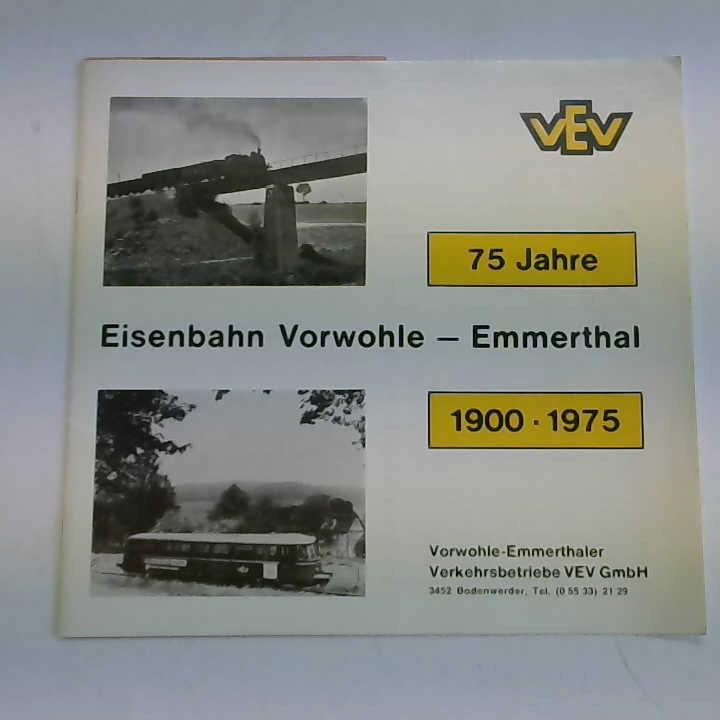 VEV
75 Jahre
Eisenbahn Vorwohle – Emmerthal
1900 · 1975
Vorwohle-Emmerthaler
Verkehrsbetriebe VEV GmbH
3452 Bodenwerder, Tel. (0 55 33) 21 29